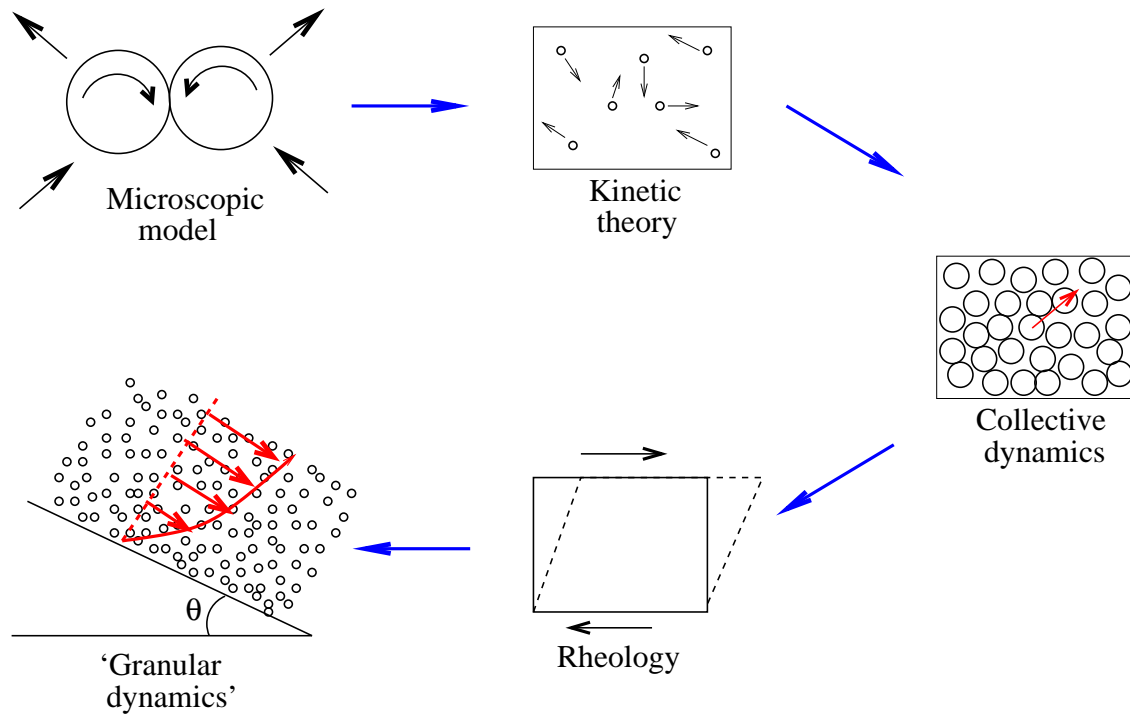 Microscopic
model
Kinetic
theory
Collective
dynamics
Rheology
θ
‘Granular
dynamics’